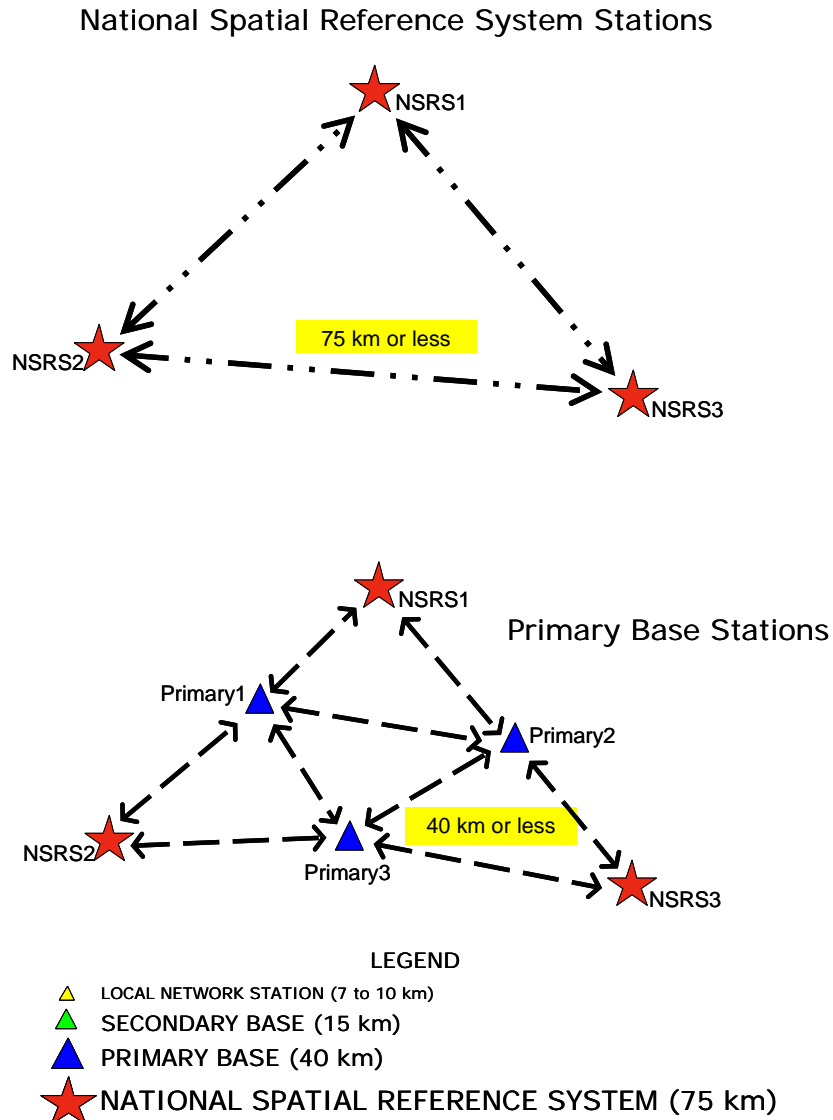 National Spatial Reference System Stations
NSRS1
75 km or less
NSRS2
NSRS3
NSRS1
Primary Base Stations
Primary1
Primary2
40 km or less
NSRS2
Primary3
NSRS3
LEGEND
LOCAL NETWORK STATION (7 to 10 km)
SECONDARY BASE (15 km)
PRIMARY BASE (40 km)
NATIONAL SPATIAL REFERENCE SYSTEM (75 km)